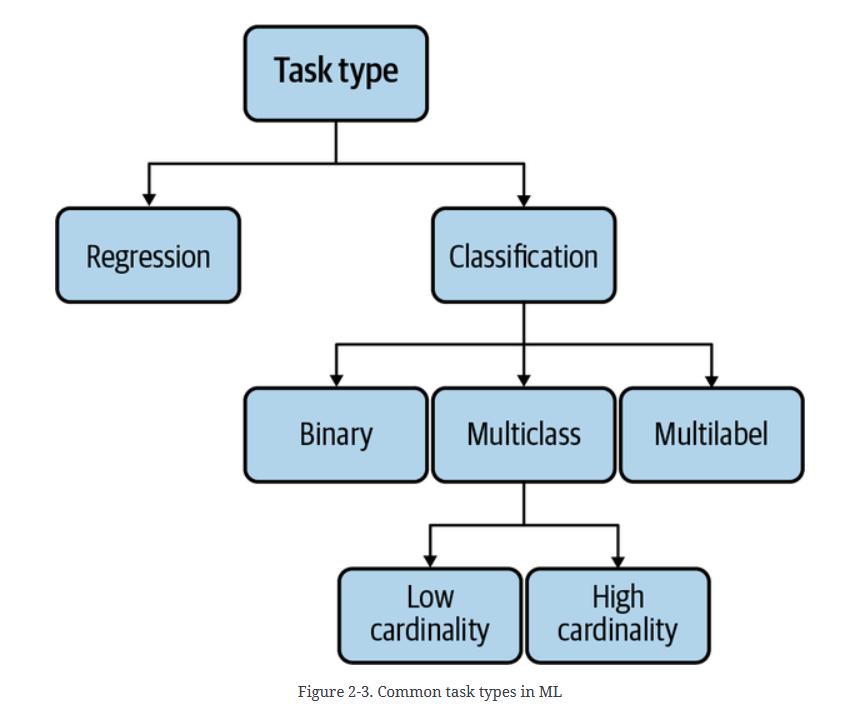 Task type
Regression
Classification
Binary
Multiclass
Multilabel
Low
cardinality
High
cardinality
Figure 2-3. Common task types in ML